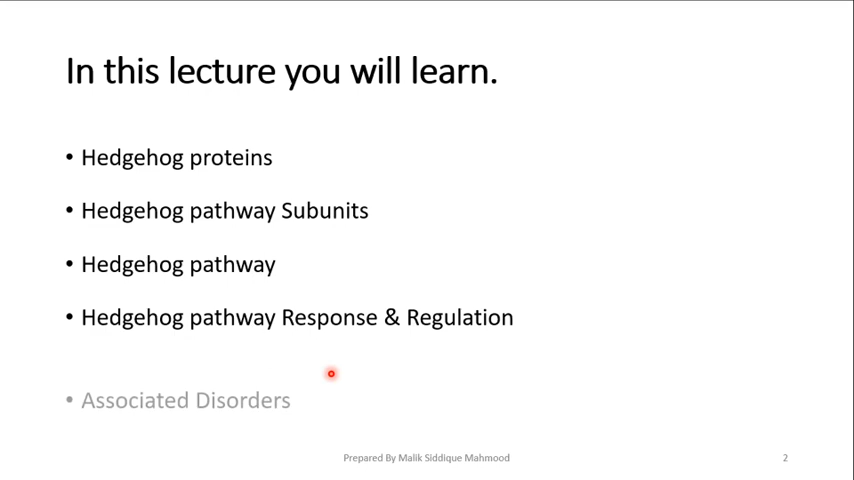 In this lecture you will learn.
• Hedgehog proteins
• Hedgehog pathway Subunits
• Hedgehog pathway
• Hedgehog pathway Response & Regulation
• Associated Disorders
Prepared By Malik Siddique Mahmood
2